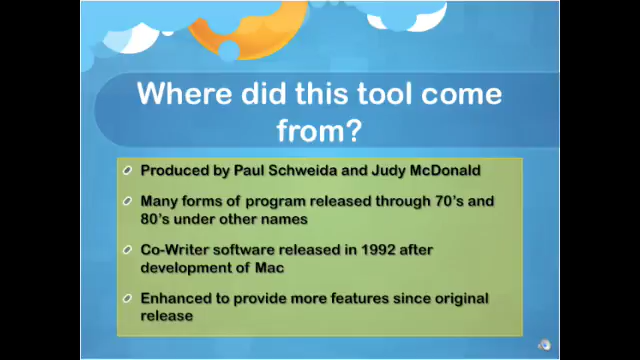 Where did this tool come
from?
Produced by Paul Schweida and Judy McDonald
Many forms of program released through 70's and
80's under other names
Co-Writer software released in 1992 after
development of Mac
Enhanced to provide more features since original
release